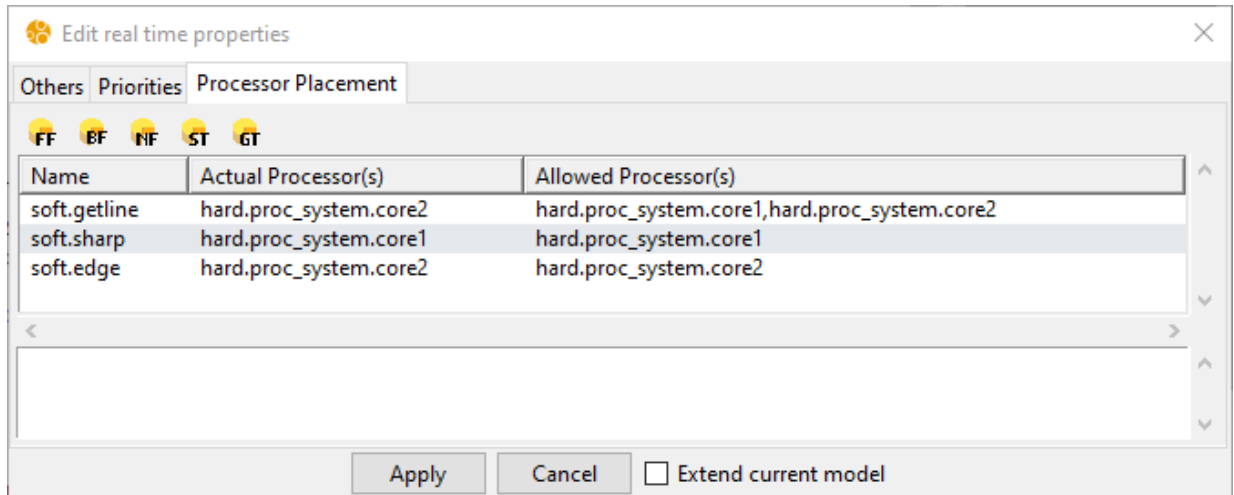 Edit real time properties
Others Priorities Processor Placement
FF BF NF ST GT
Name Actual Processor(s) Allowed Processor(s)
soft.getline hard.proc_system.core2 hard.proc_system.core1,hard.proc_system.core2
soft.sharp hard.proc_system.core1 hard.proc_system.core1
soft.edge hard.proc_system.core2 hard.proc_system.core2
Apply Cancel Extend current model